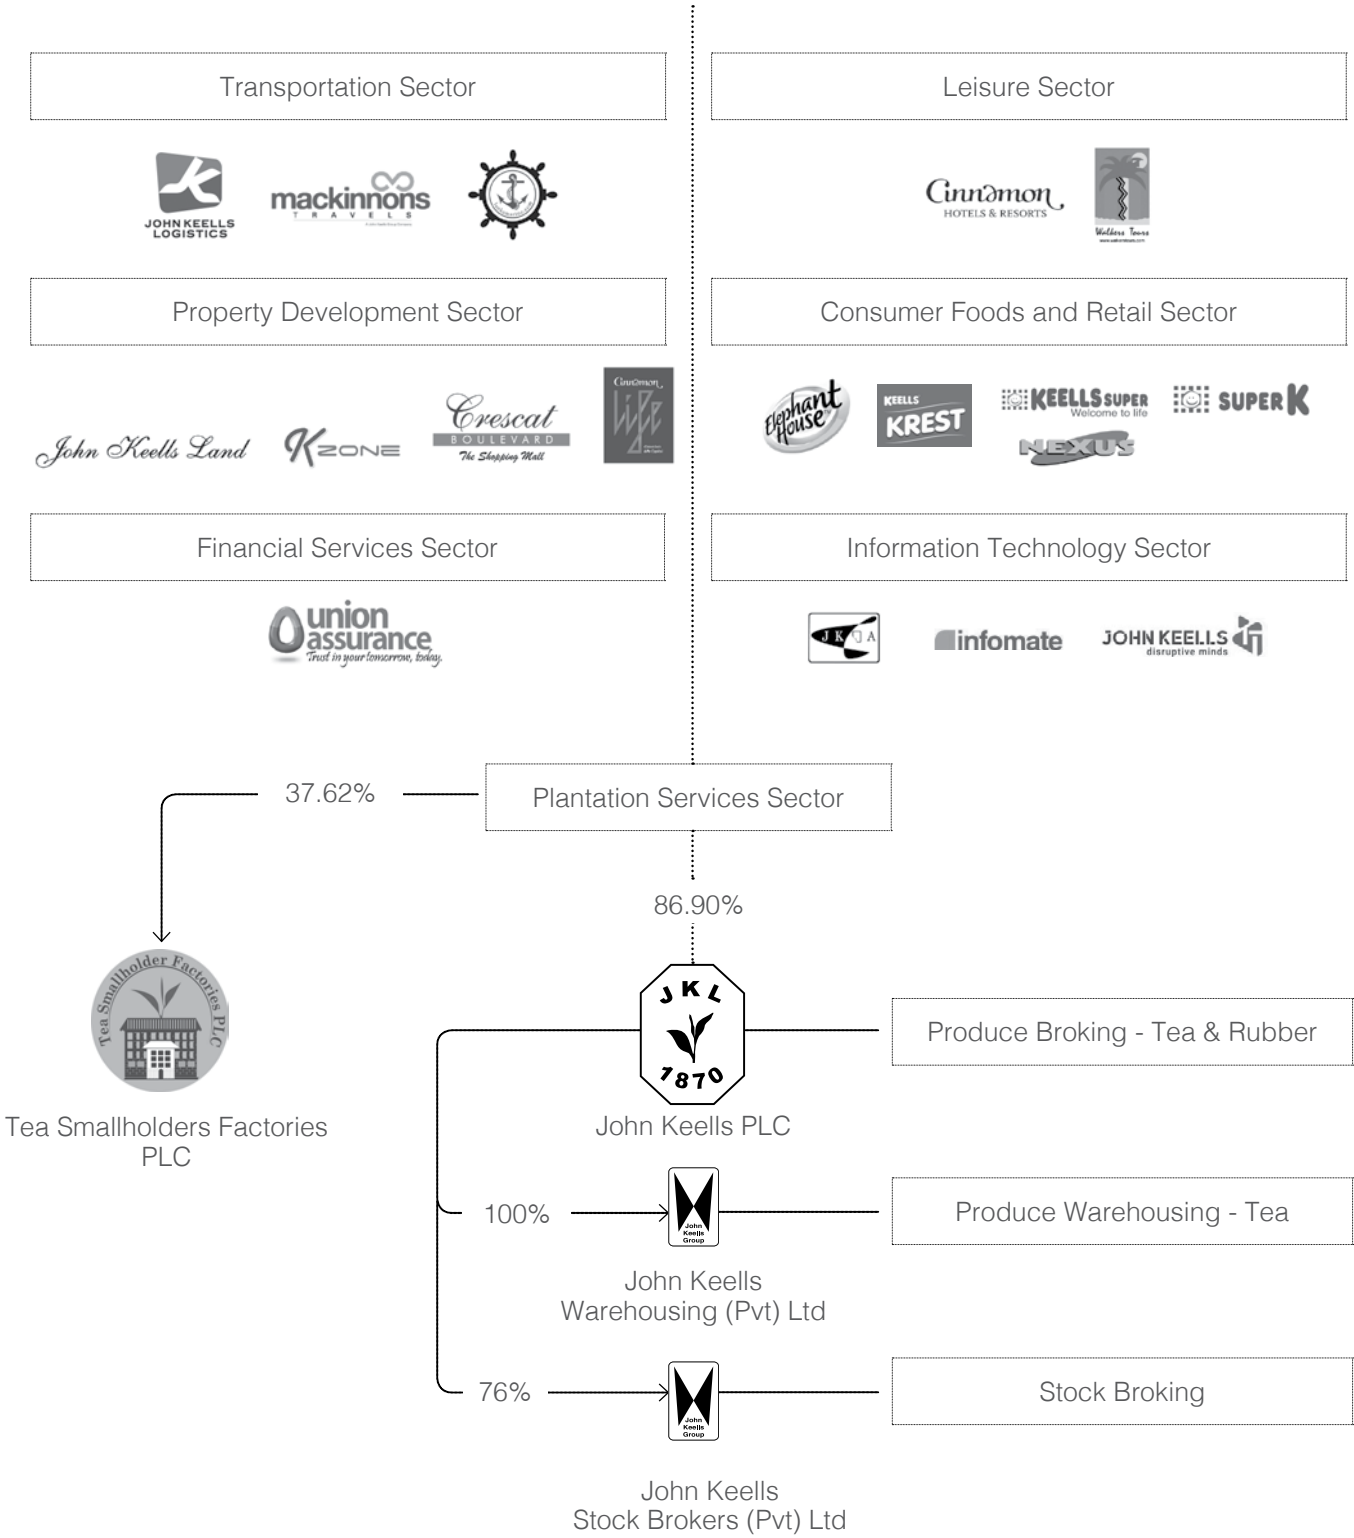 Transportation Sector
JOHN KEELLS
LOGISTICS
mackinnons
TRAVELS
Leisure Sector
Cinnamon
HOTELS & RESORTS
Walkers Tours
www.walkerstours.com
Property Development Sector
John Keells Land
K ZONE
Crescat
BOULEVARD
The Shopping Mall
Cinnamon
life
Consumer Foods and Retail Sector
Elephant
House
KEELLS
KREST
KEELLS SUPER
Welcome to life
NEXUS
SUPER K
Financial Services Sector
union
assurance
Trust in your tomorrow, today.
Information Technology Sector
J K A
infomate
JOHN KEELLS
disruptive minds
Plantation Services Sector
37.62%
86.90%
Tea Smallholder Factories PLC
Tea Smallholders Factories
PLC
JKL
1870
John Keells PLC
Produce Broking - Tea & Rubber
100%
John
Keells
Group
John Keells
Warehousing (Pvt) Ltd
Produce Warehousing - Tea
76%
John
Keells
Group
John Keells
Stock Brokers (Pvt) Ltd
Stock Broking